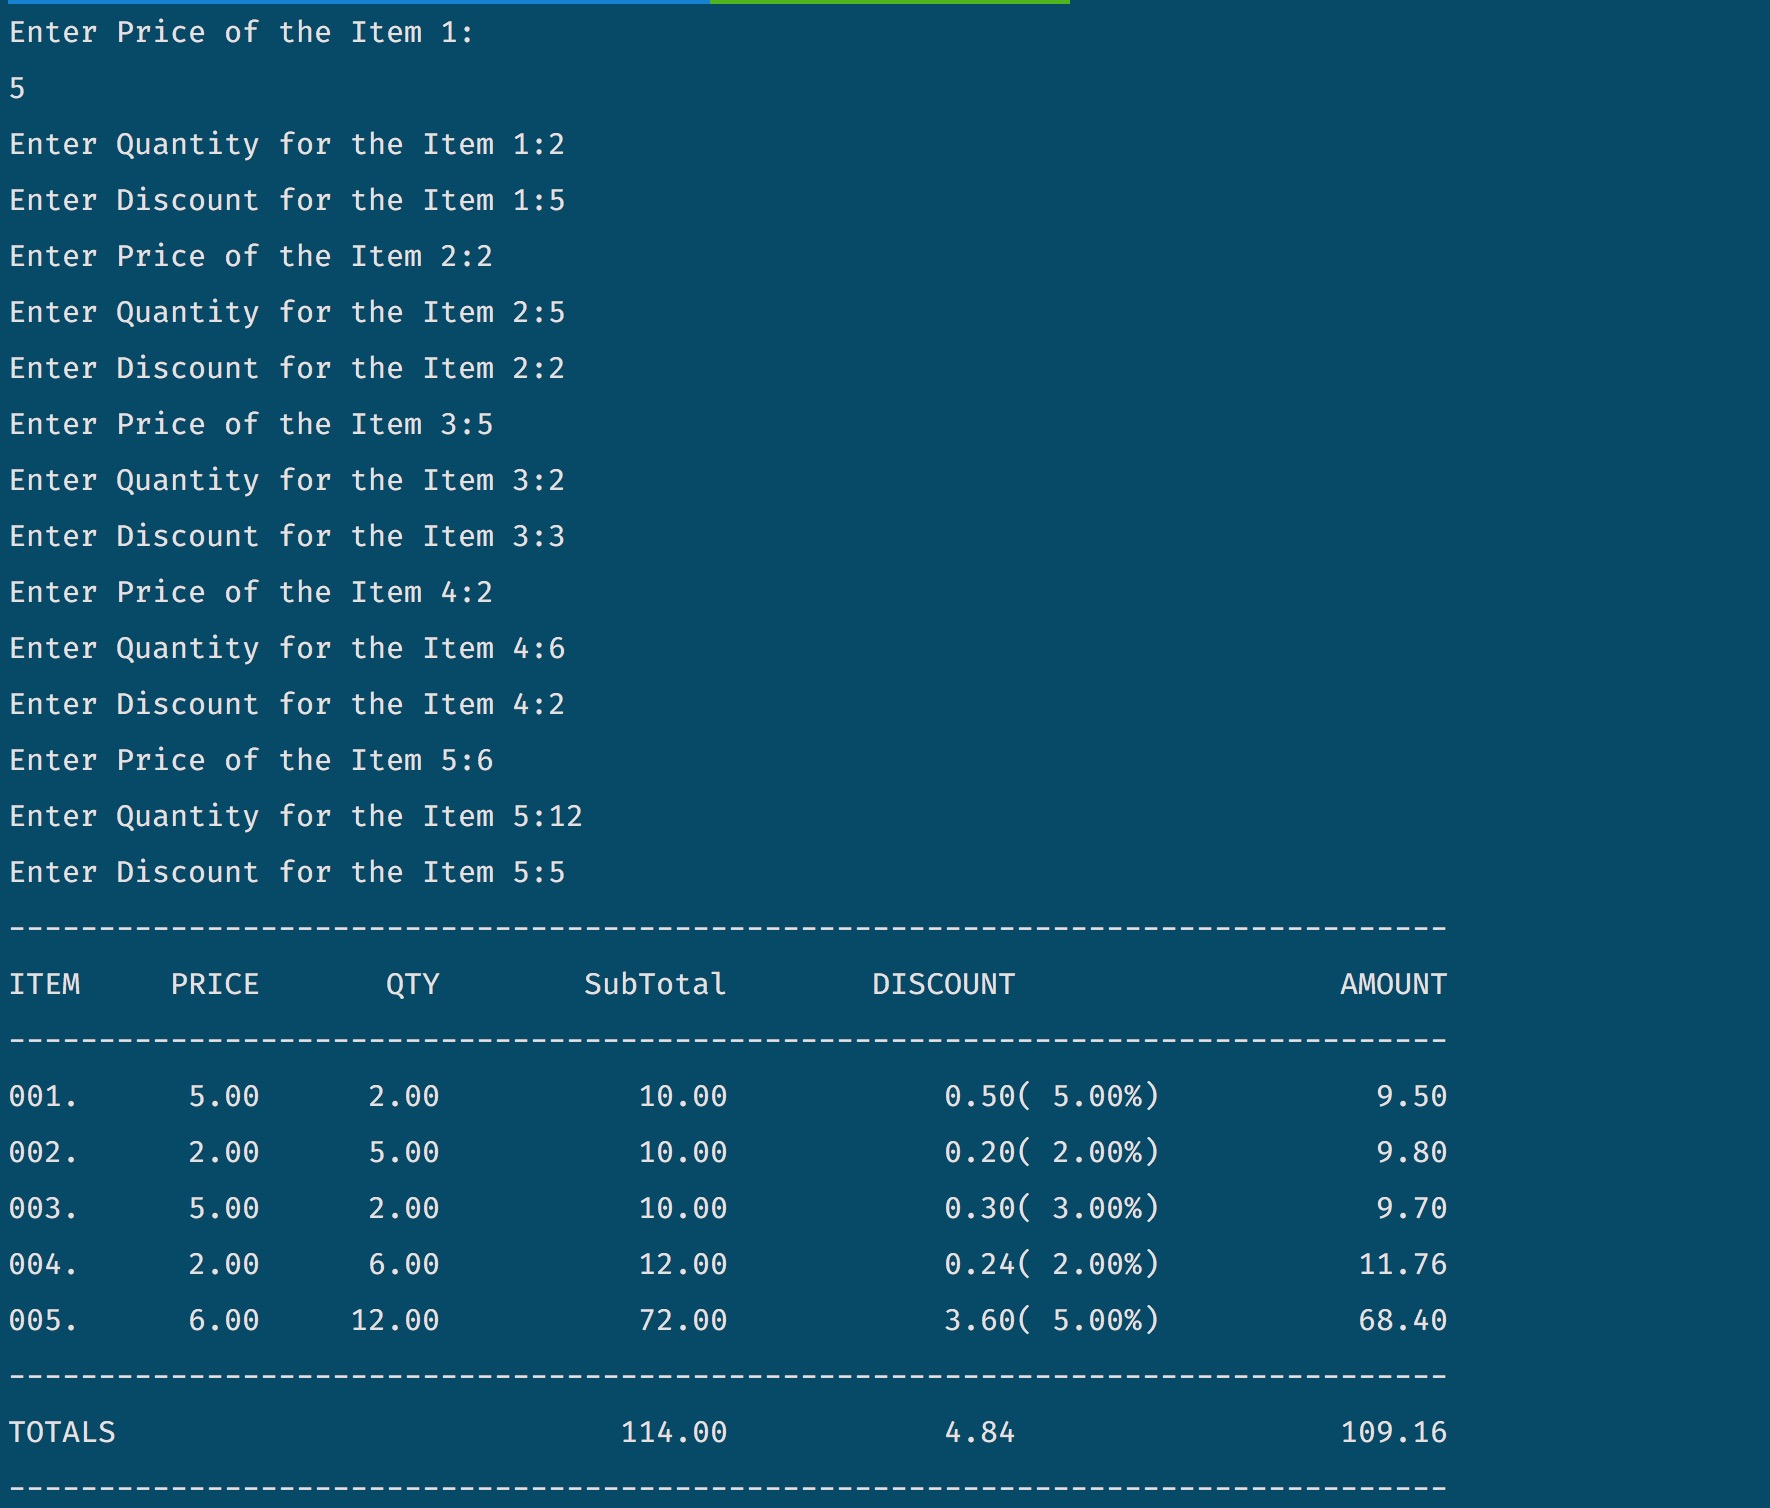 Enter Price of the Item 1:
5
Enter Quantity for the Item 1:2
Enter Discount for the Item 1:5
Enter Price of the Item 2:2
Enter Quantity for the Item 2:5
Enter Discount for the Item 2:2
Enter Price of the Item 3:5
Enter Quantity for the Item 3:2
Enter Discount for the Item 3:3
Enter Price of the Item 4:2
Enter Quantity for the Item 4:6
Enter Discount for the Item 4:2
Enter Price of the Item 5:6
Enter Quantity for the Item 5:12
Enter Discount for the Item 5:5
--------------------------------------------------------------------------------
ITEM     PRICE       QTY        SubTotal        DISCOUNT                  AMOUNT
--------------------------------------------------------------------------------
001.      5.00      2.00           10.00            0.50( 5.00%)            9.50
002.      2.00      5.00           10.00            0.20( 2.00%)            9.80
003.      5.00      2.00           10.00            0.30( 3.00%)            9.70
004.      2.00      6.00           12.00            0.24( 2.00%)           11.76
005.      6.00     12.00           72.00            3.60( 5.00%)           68.40
--------------------------------------------------------------------------------
TOTALS                            114.00            4.84                  109.16
--------------------------------------------------------------------------------